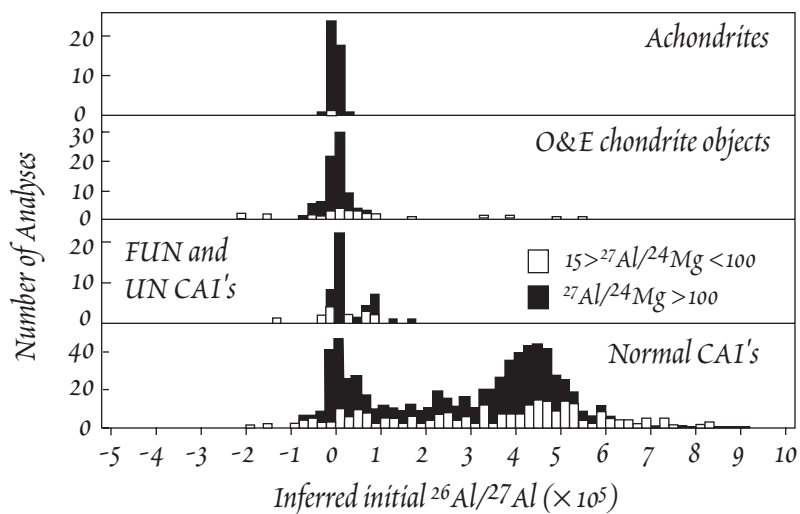 Number of Analyses
20
10
0
Achondrites
30
20
10
0
O&E chondrite objects
20
10
0
FUN and
UN CAI's
15>²⁷Al/²⁴Mg <100
²⁷Al/²⁴Mg >100
40
20
0
Normal CAI's
-5 -4 -3 -2 -1 0 1 2 3 4 5 6 7 8 9 10
Inferred initial ²⁶Al/²⁷Al (× 10⁵)